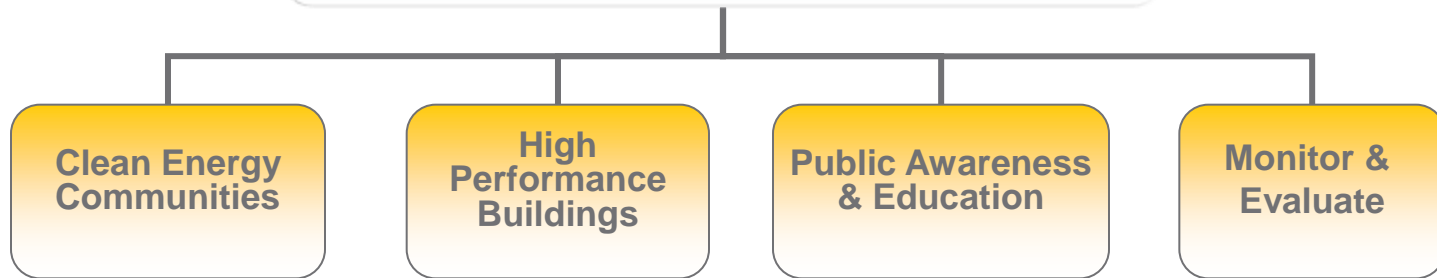 Clean Energy
Communities
High
Performance
Buildings
Public Awareness
& Education
Monitor &
Evaluate